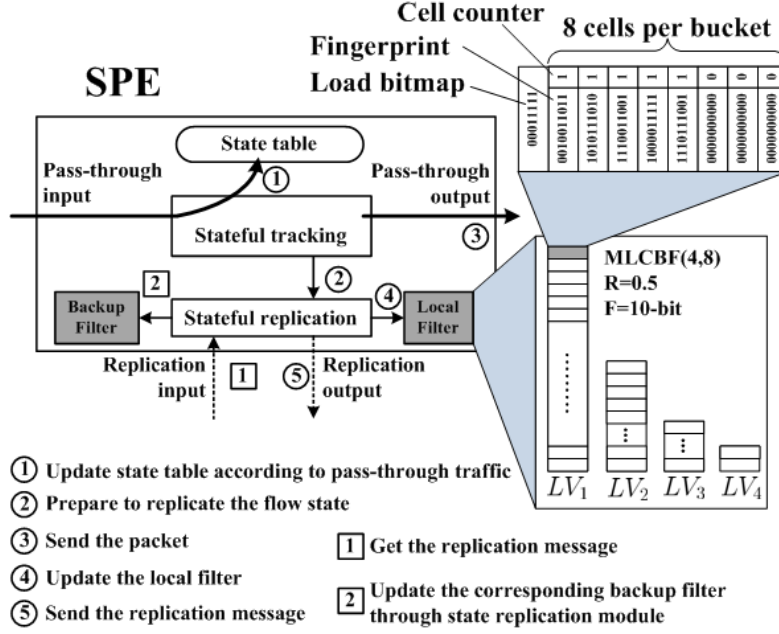 Cell counter
8 cells per bucket
Fingerprint
Load bitmap
SPE
00011111
1 1 1 1 1 0 0 0
0010011011
1010111010
1110011001
1000011111
1110111001
0000000000
0000000000
0000000000
State table
Pass-through
input
Pass-through
output
1
3
Stateful tracking
2
2
4
Backup
Filter
Stateful replication
Local
Filter
Replication
input
1
5
Replication
output
MLCBF(4,8)
R=0.5
F=10-bit
LV1 LV2 LV3 LV4
1 Update state table according to pass-through traffic
2 Prepare to replicate the flow state
3 Send the packet
4 Update the local filter
5 Send the replication message
1 Get the replication message
2 Update the corresponding backup filter
through state replication module